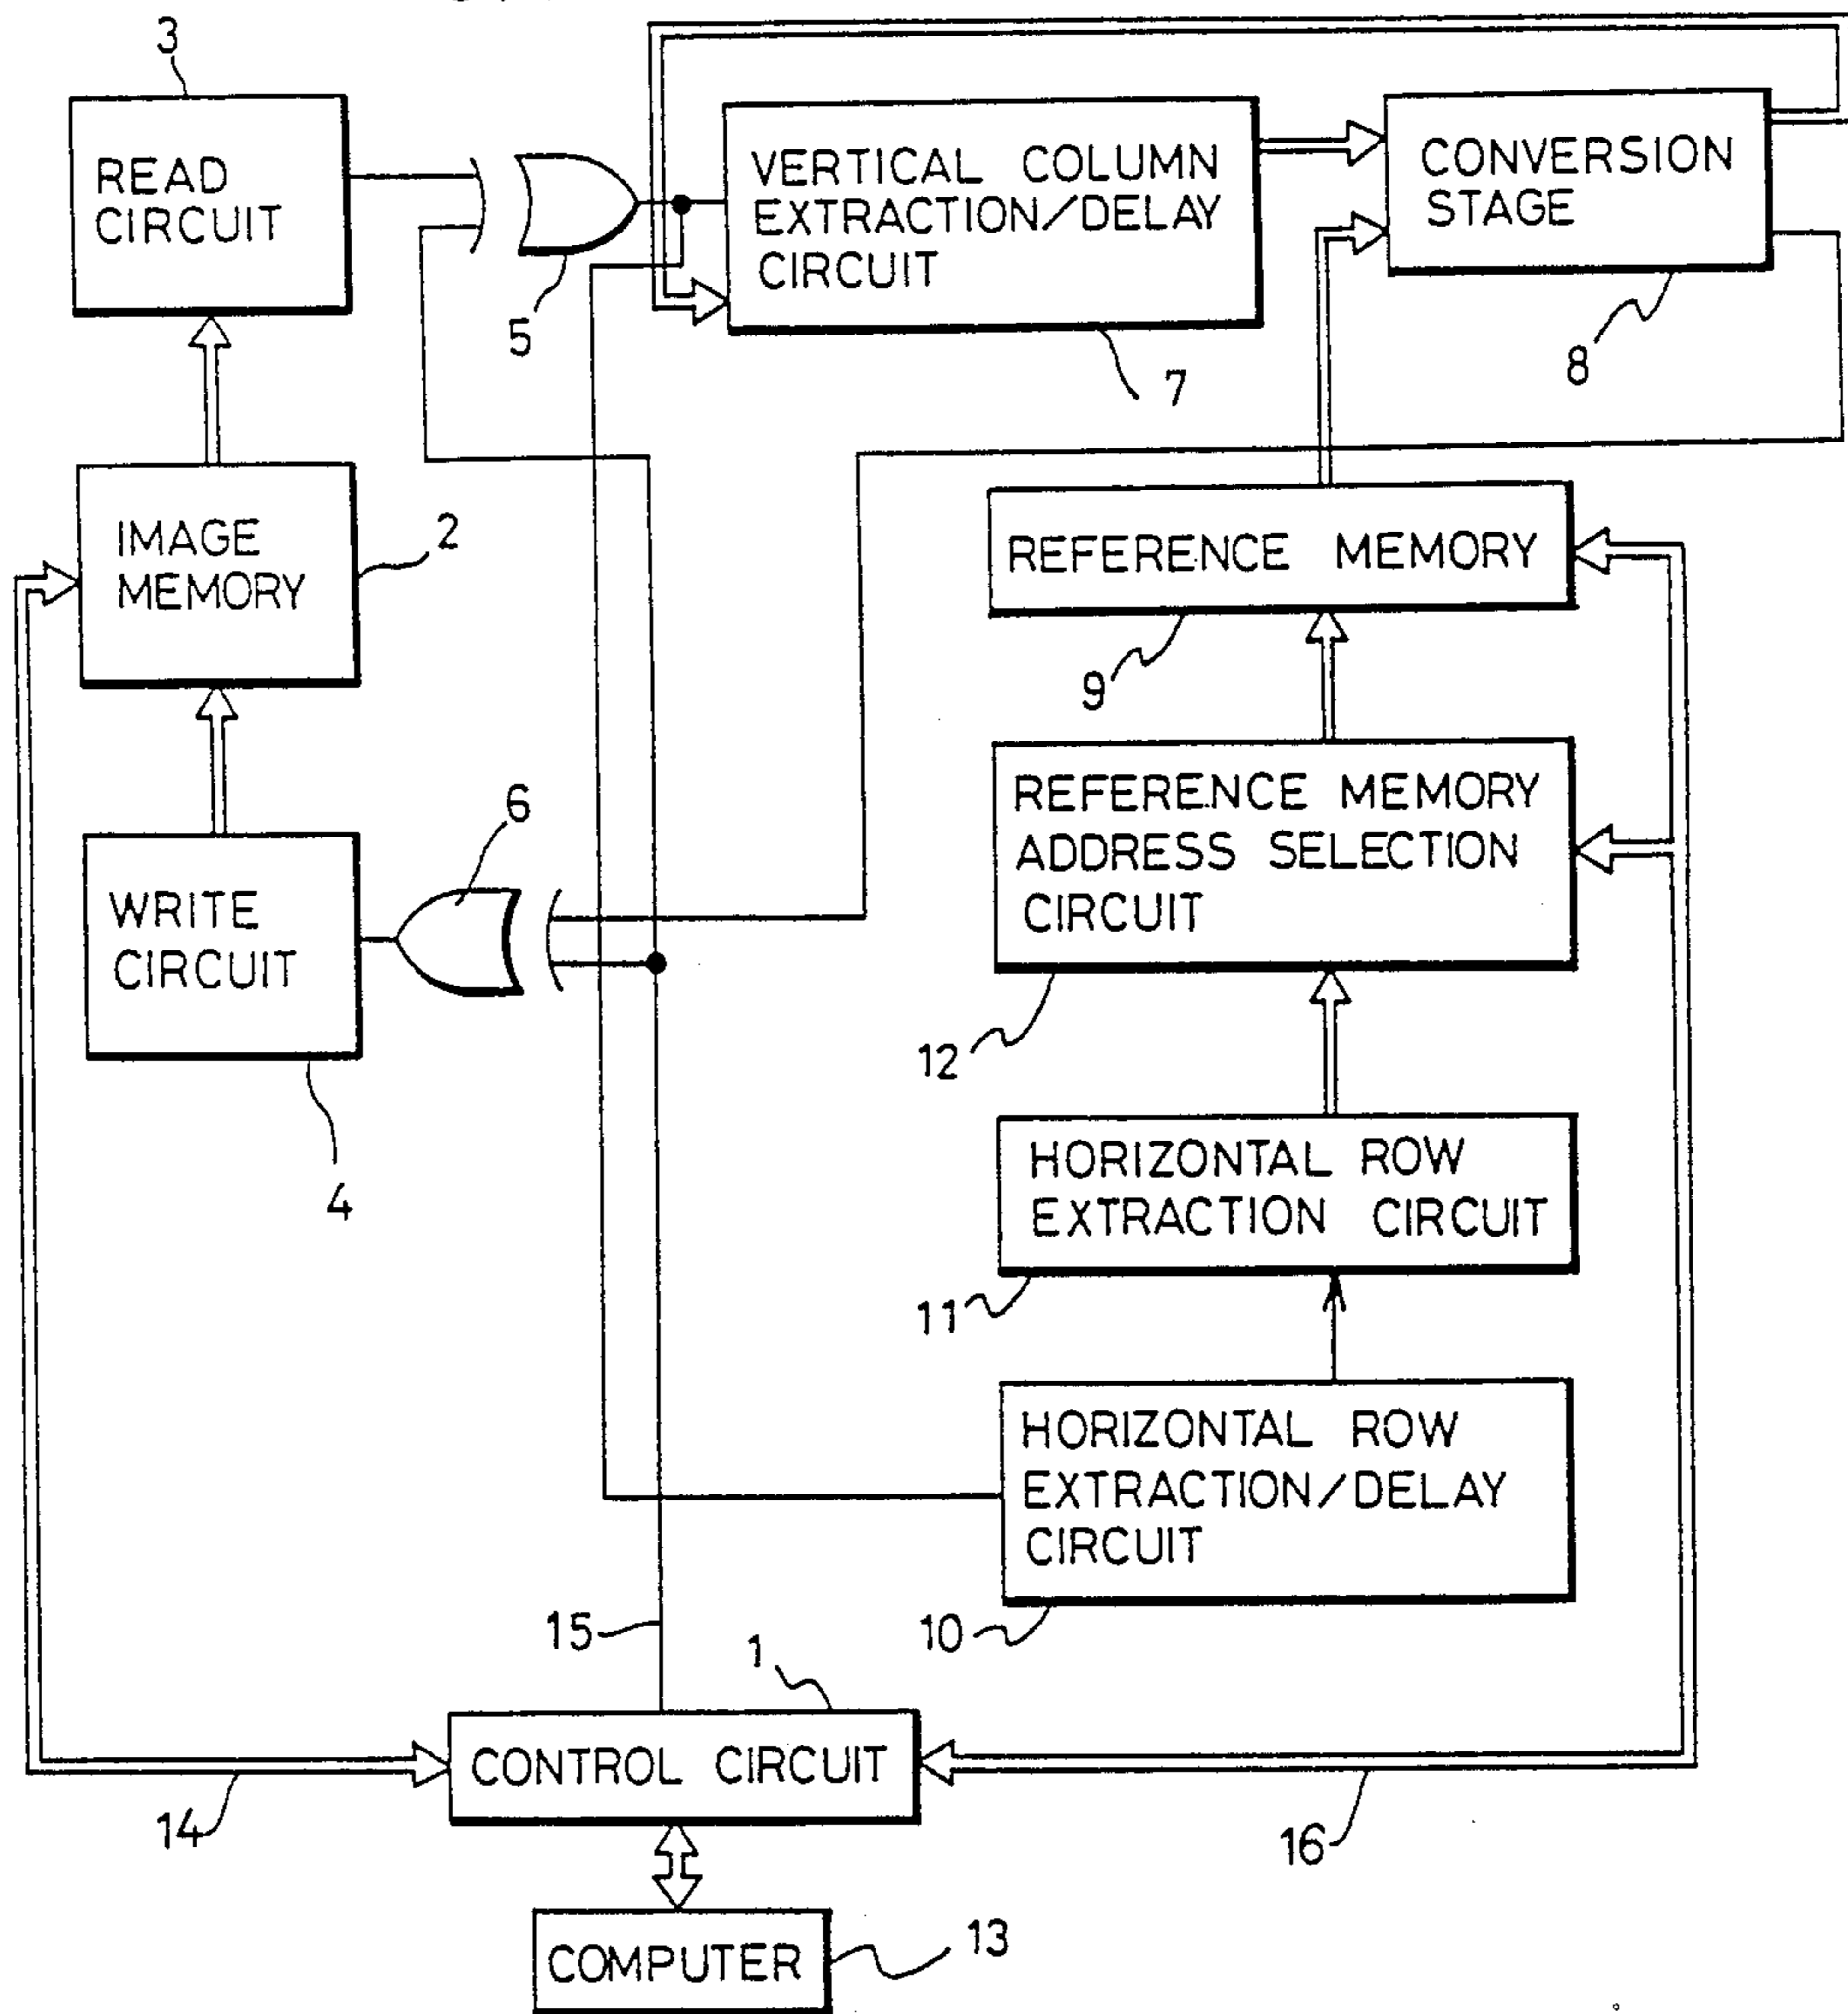 3
READ
CIRCUIT
5
VERTICAL COLUMN
EXTRACTION/DELAY
CIRCUIT
7
CONVERSION
STAGE
8
IMAGE
MEMORY
2
REFERENCE MEMORY
9
WRITE
CIRCUIT
4
6
REFERENCE MEMORY
ADDRESS SELECTION
CIRCUIT
12
HORIZONTAL ROW
EXTRACTION CIRCUIT
11
HORIZONTAL ROW
EXTRACTION/DELAY
CIRCUIT
10
15
1
CONTROL CIRCUIT
14
16
COMPUTER
13